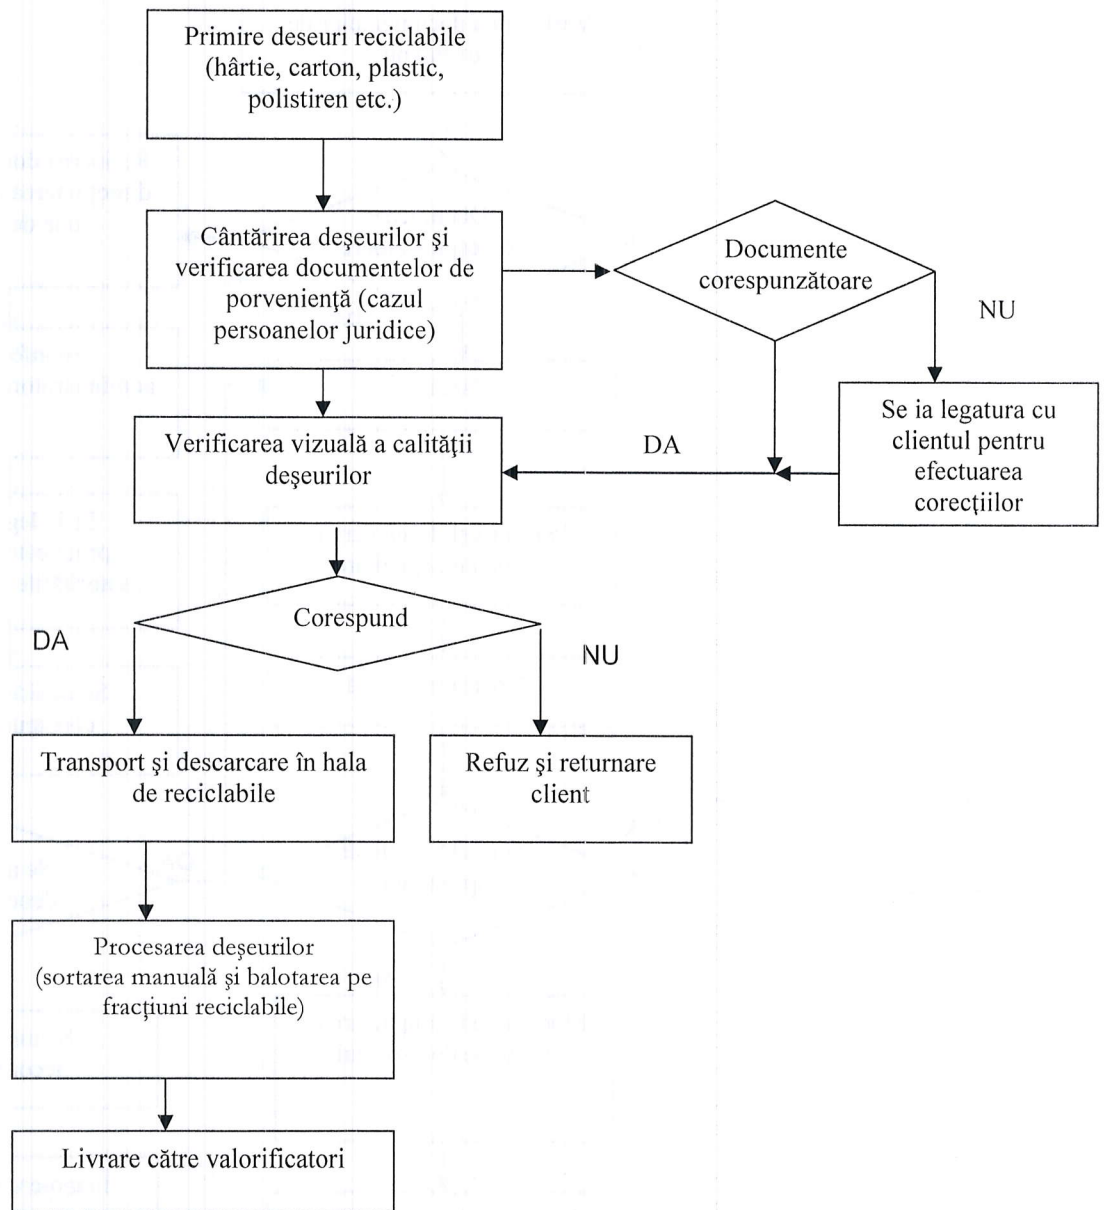 Primire deseuri reciclabile
(hârtie, carton, plastic,
polistiren etc.)
Cântărirea deşeurilor şi
verificarea documentelor de
porvenienţă (cazul
persoanelor juridice)
Documente
corespunzătoare
NU
Se ia legatura cu
clientul pentru
efectuarea
corecţiilor
DA
Verificarea vizuală a calităţii
deşeurilor
Corespund
DA
NU
Transport şi descarcare în hala
de reciclabile
Refuz şi returnare
client
Procesarea deşeurilor
(sortarea manuală şi balotarea pe
fracţiuni reciclabile)
Livrare către valorificatori